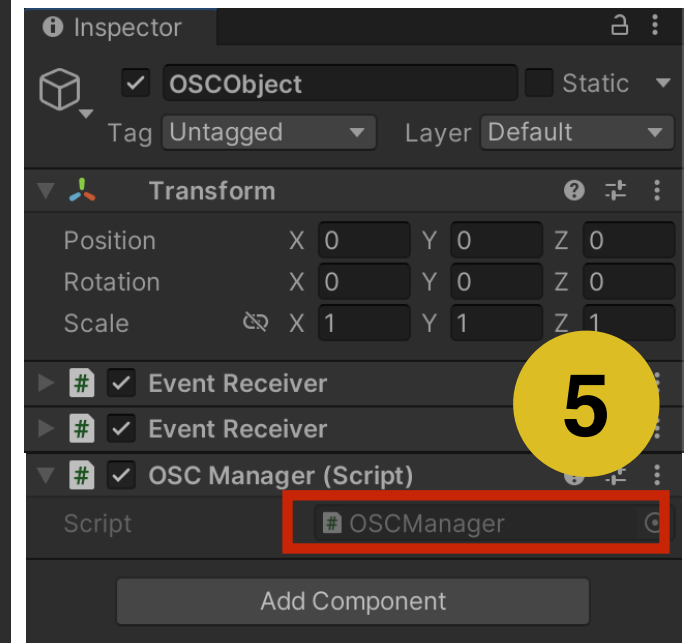 Inspector
OSCObject Static
Tag Untagged Layer Default
Transform
Position X 0 Y 0 Z 0
Rotation X 0 Y 0 Z 0
Scale X 1 Y 1 Z 1
# Event Receiver
5
# Event Receiver
# OSC Manager (Script)
Script # OSCManager
Add Component